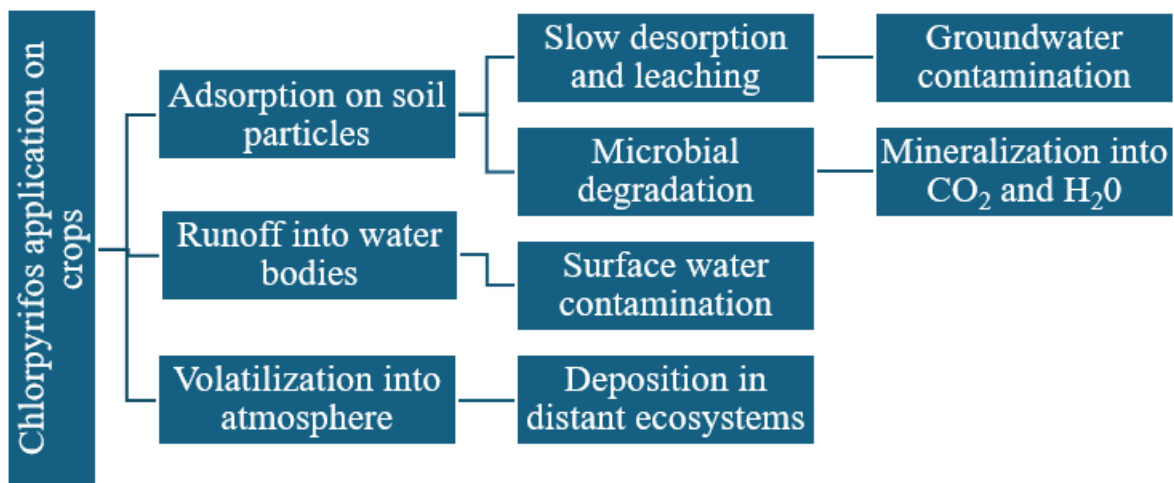 Chlorpyrifos application on
crops
Adsorption on soil
particles
Slow desorption
and leaching
Groundwater
contamination
Microbial
degradation
Mineralization into
CO₂ and H₂0
Runoff into water
bodies
Surface water
contamination
Volatilization into
atmosphere
Deposition in
distant ecosystems